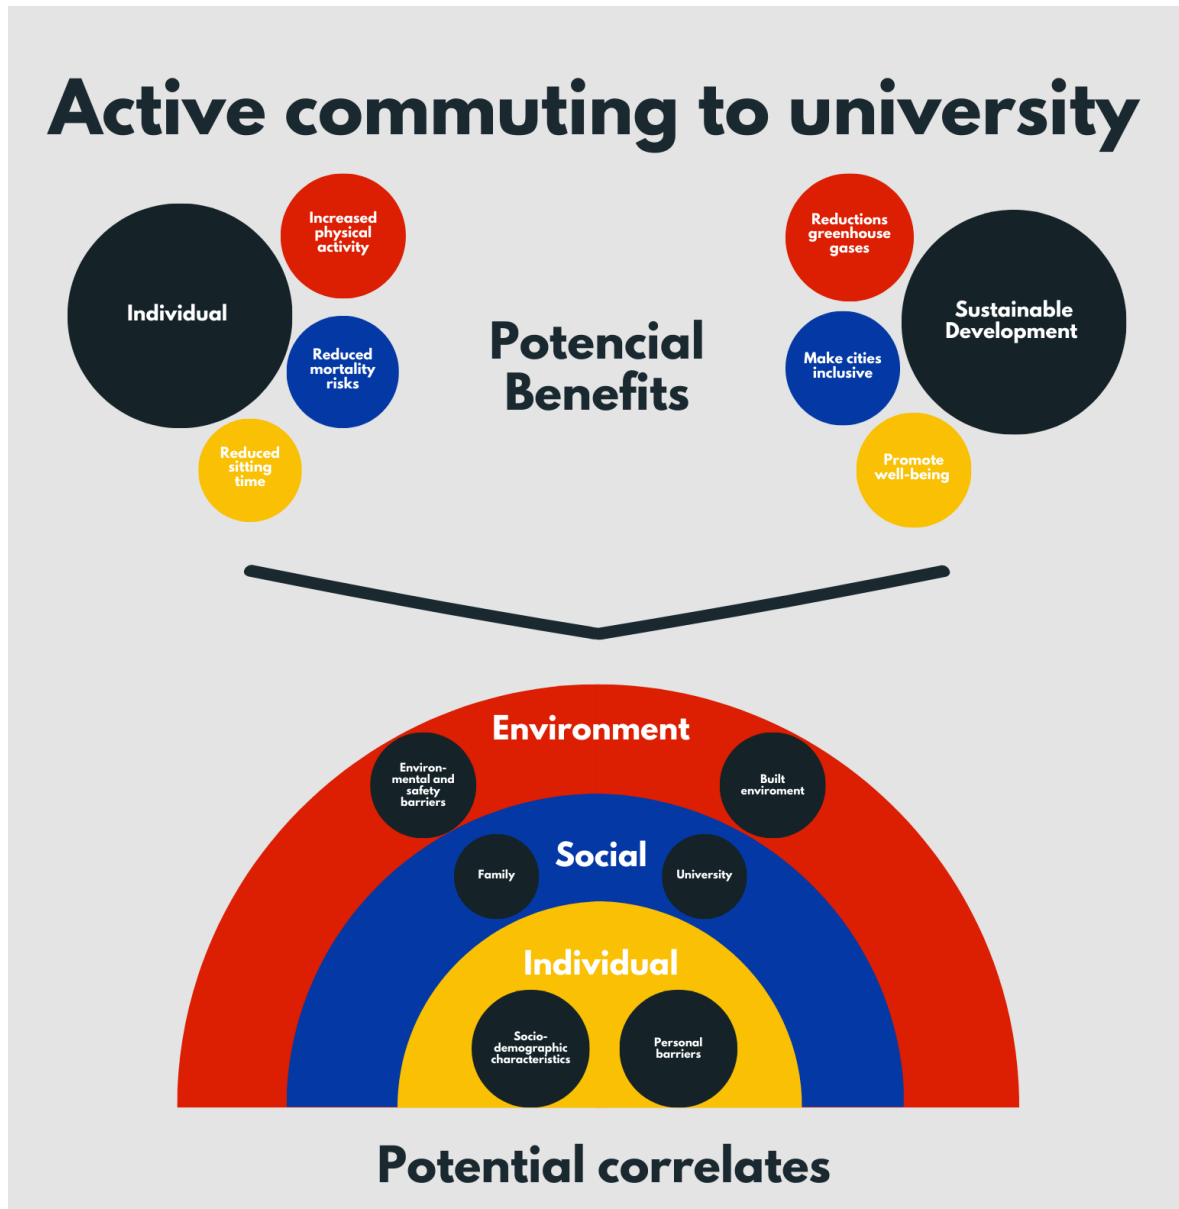 Active commuting to university
Increased
physical
activity
Individual
Reduced
mortality
risks
Reduced
sitting
time
Potencial
Benefits
Reductions
greenhouse
gases
Sustainable
Development
Make cities
inclusive
Promote
well-being
Environment
Environ-
mental and
safety
barriers
Built
enviroment
Social
Family
University
Individual
Socio-
demographic
characteristics
Personal
barriers
Potential correlates